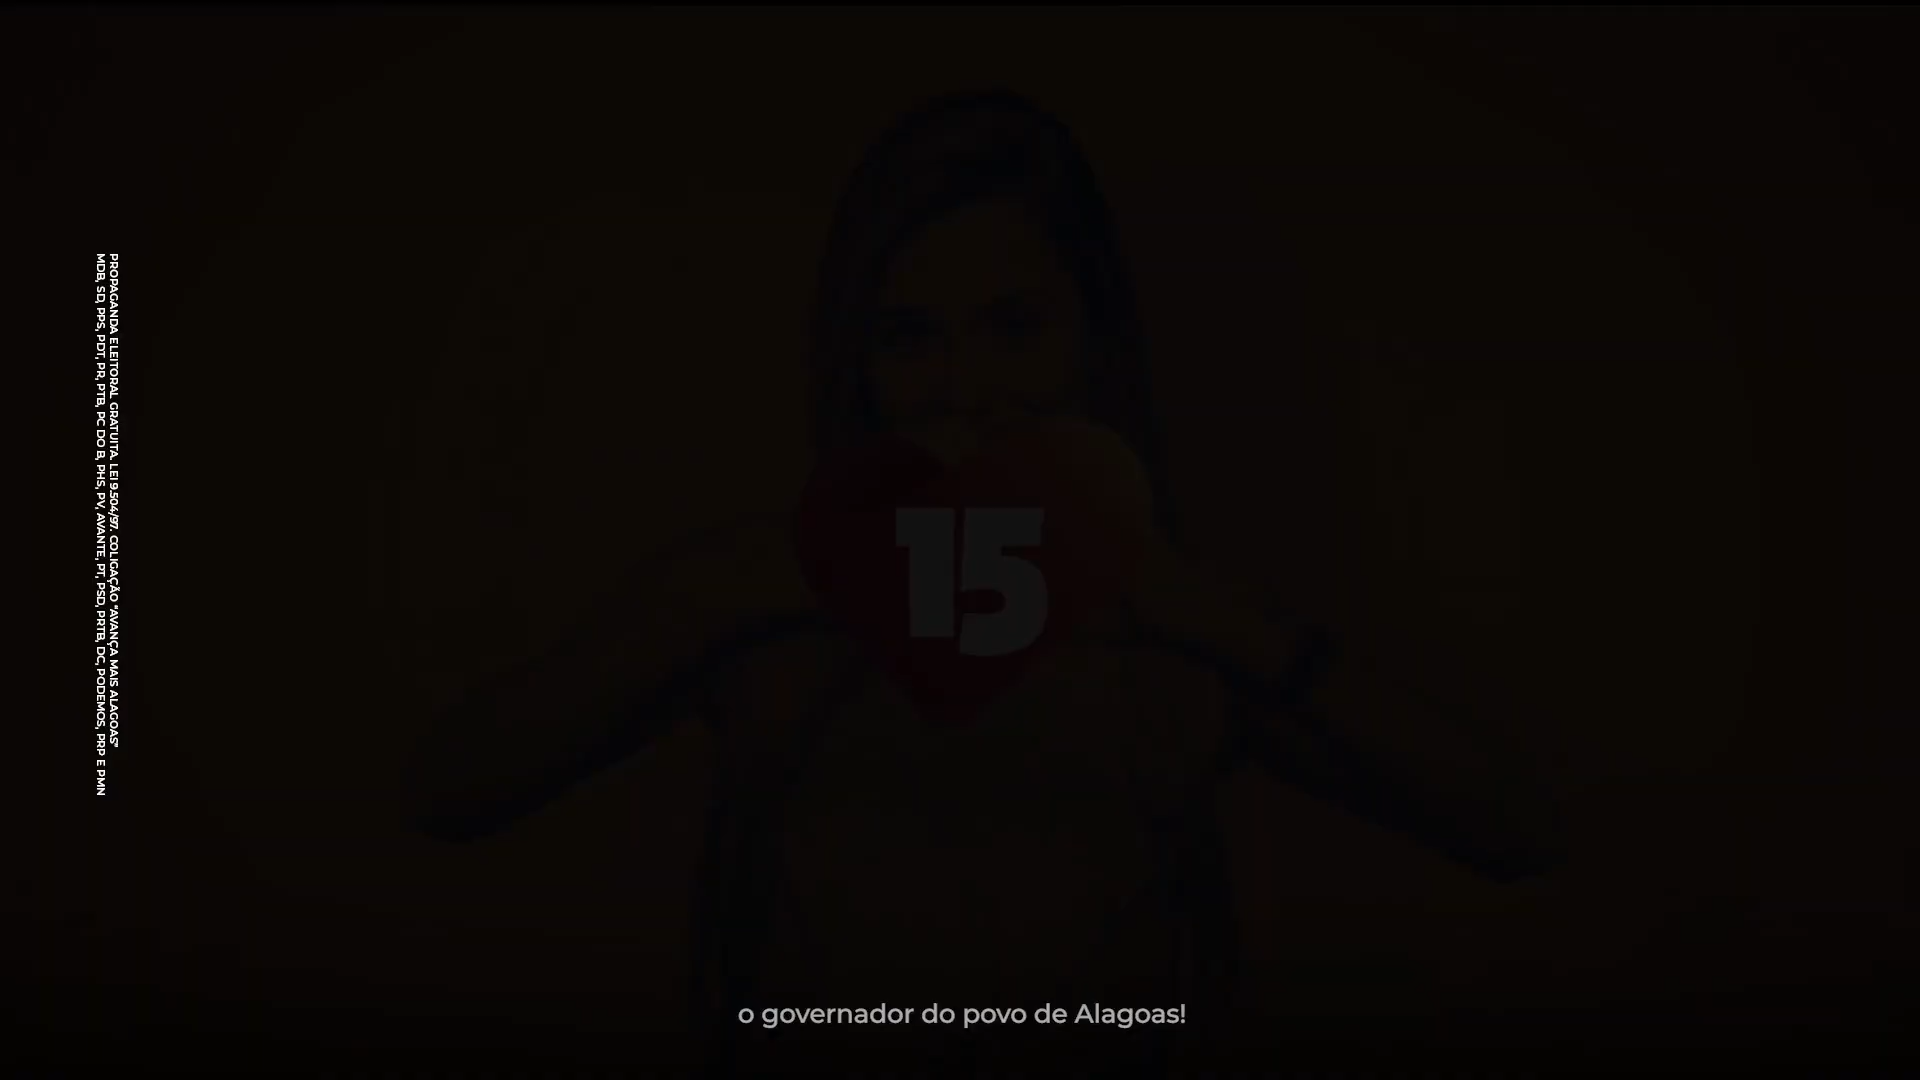 PROPAGANDA ELEITORAL GRATUITA. LEI 9.504/97. COLIGAÇÃO "AVANÇA MAIS ALAGOAS"
MDB, SD, PPS, PDT, PR, PTB, PC DO B, PHS, PV, AVANTE, PT, PSD, PRTB, DC, PODEMOS, PRP E PMN
15
o governador do povo de Alagoas!